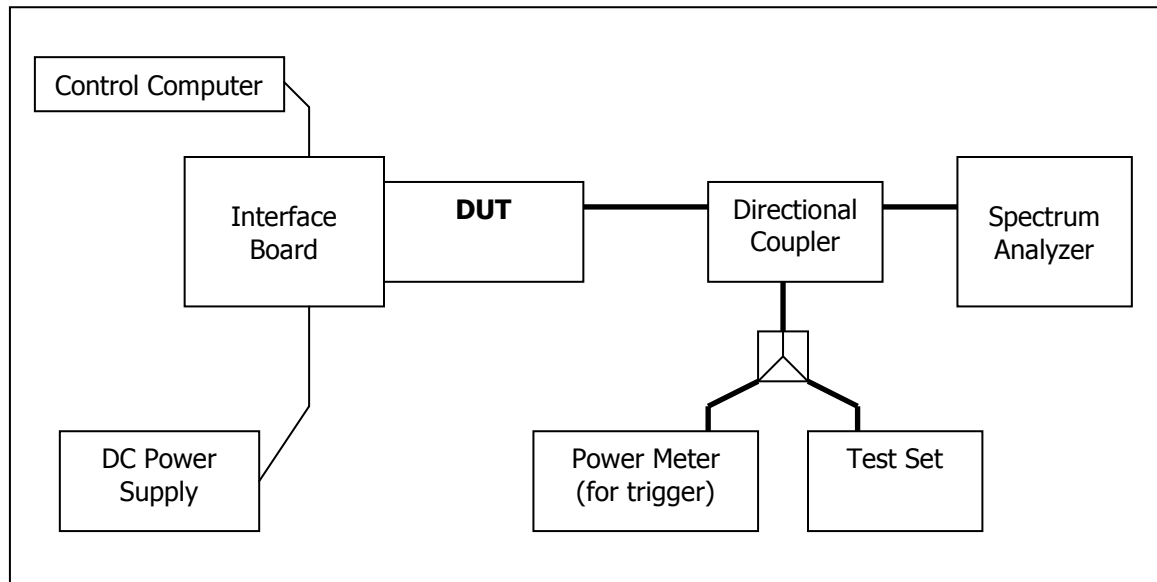 Control Computer
Interface
Board
DUT
Directional
Coupler
Spectrum
Analyzer
DC Power
Supply
Power Meter
(for trigger)
Test Set